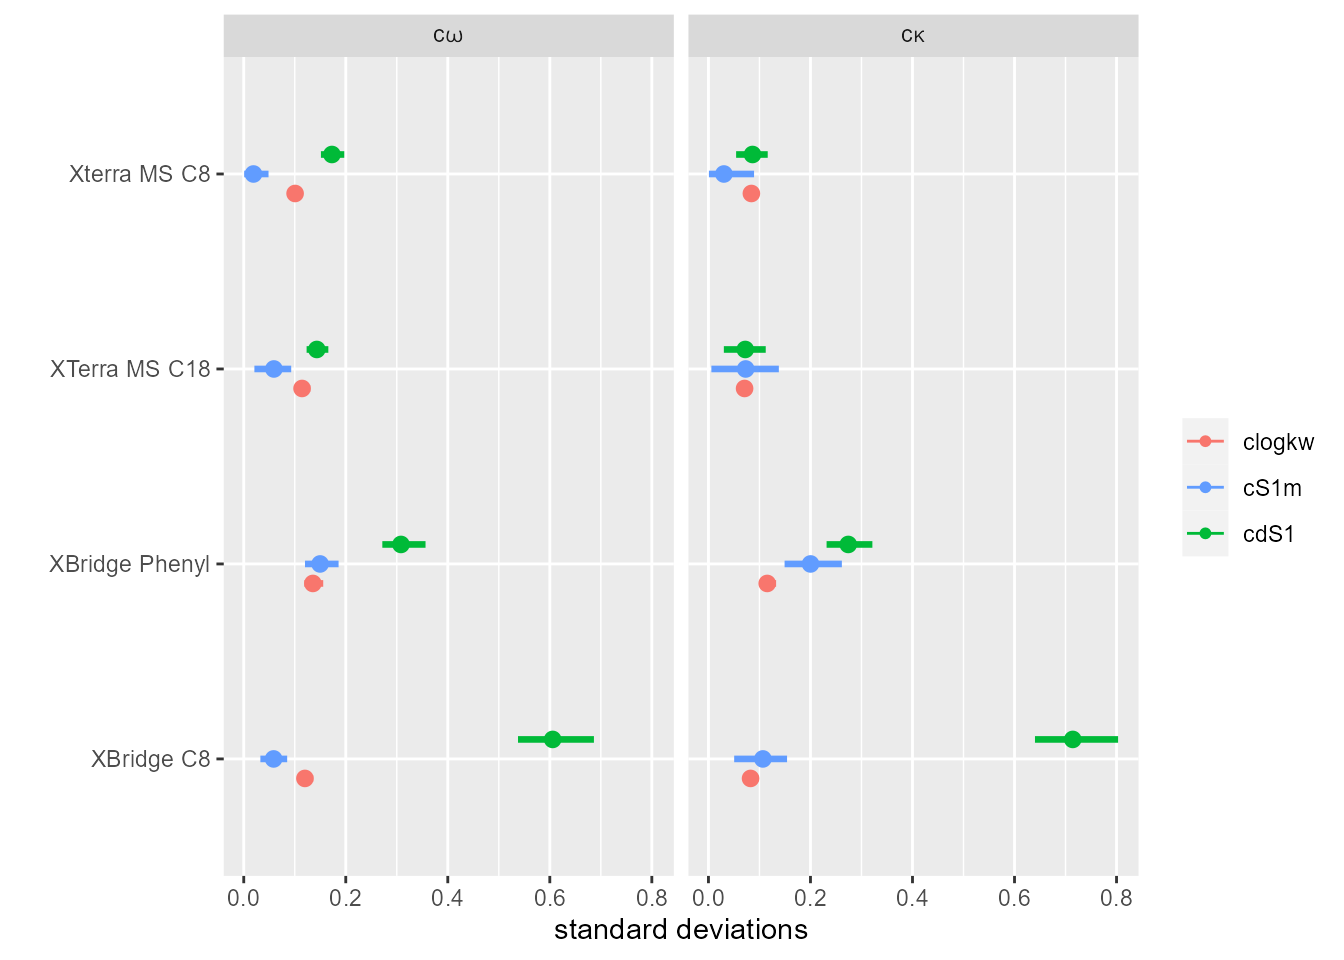 cω
cκ
Xterra MS C8
XTerra MS C18
XBridge Phenyl
XBridge C8
clogkw
cS1m
cdS1
0.0 0.2 0.4 0.6 0.8
0.0 0.2 0.4 0.6 0.8
standard deviations